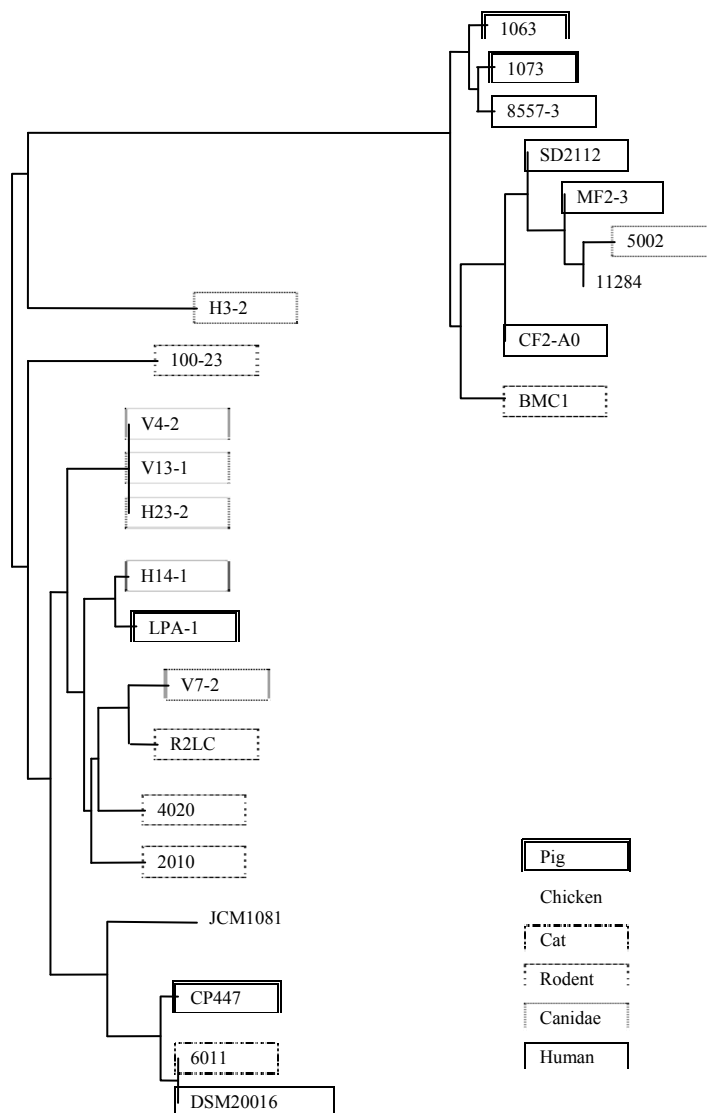 1063
1073
8557-3
SD2112
MF2-3
5002
11284
H3-2
CF2-A0
100-23
BMC1
V4-2
V13-1
H23-2
H14-1
LPA-1
V7-2
R2LC
4020
2010
JCM1081
CP447
6011
DSM20016
Pig
Chicken
Cat
Rodent
Canidae
Human